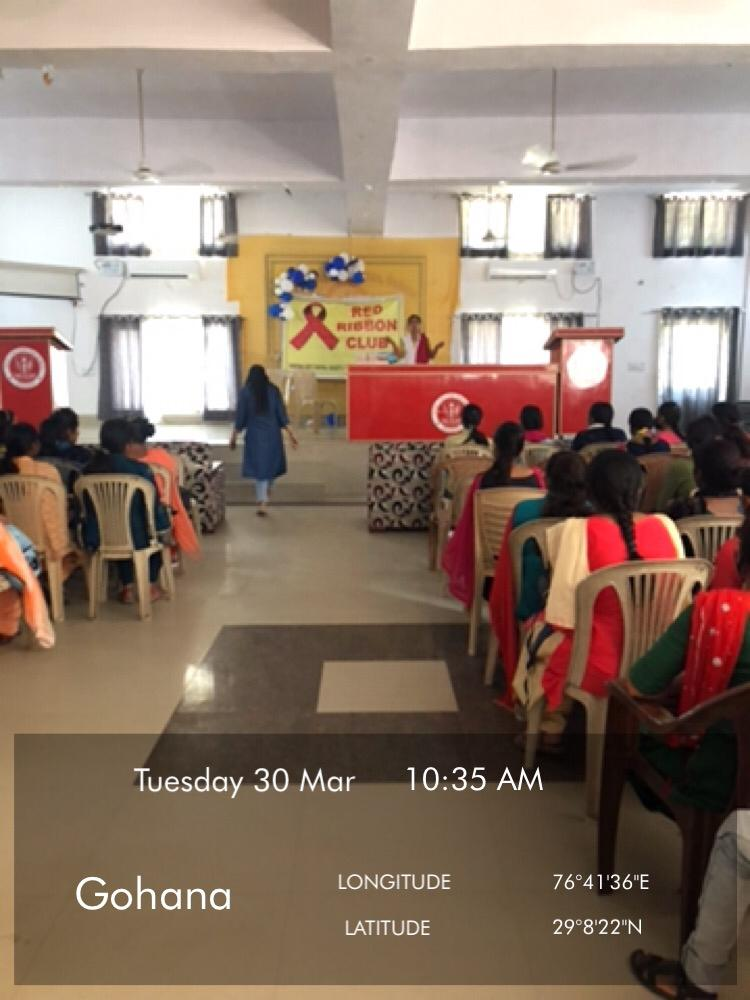 RED
RIBBON
CLUB
Tuesday 30 Mar 10:35 AM
Gohana
LONGITUDE 76°41'36"E
LATITUDE 29°8'22"N